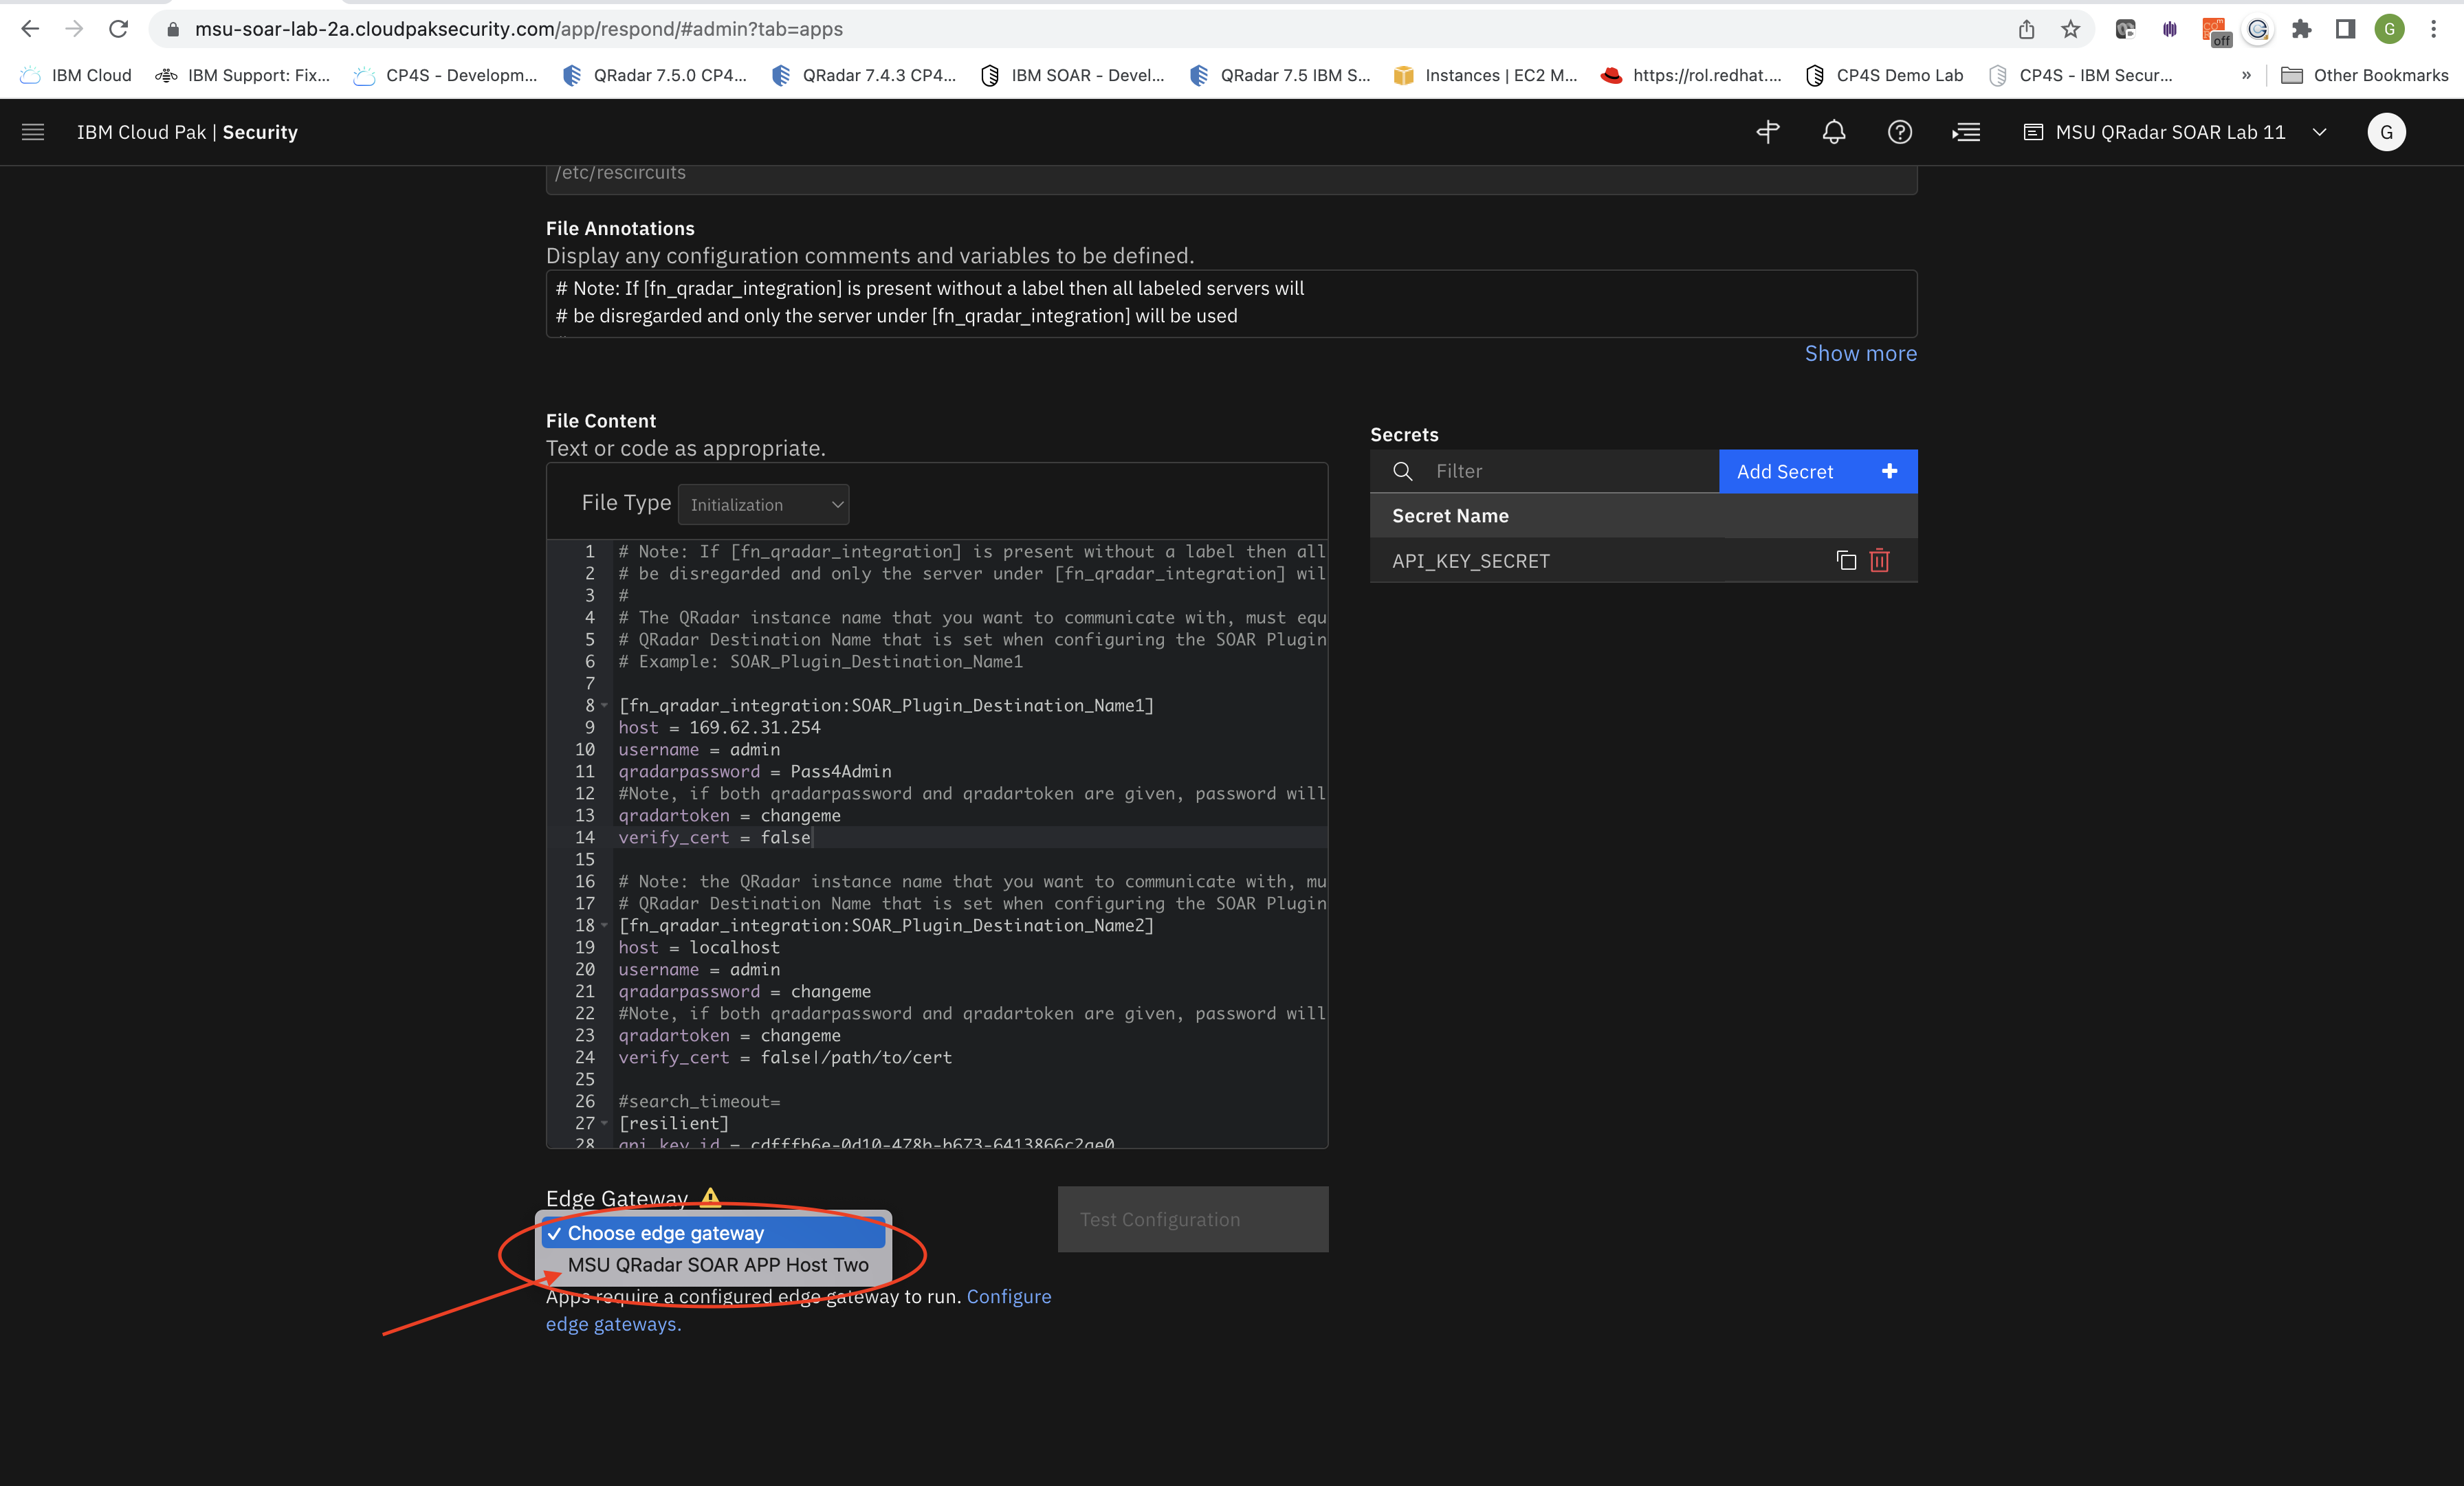 msu-soar-lab-2a.cloudpaksecurity.com/app/respond/#admin?tab=apps
off
G
IBM Cloud
IBM Support: Fix...
CP4S - Developm...
QRadar 7.5.0 CP4...
QRadar 7.4.3 CP4...
IBM SOAR - Devel...
QRadar 7.5 IBM S...
Instances | EC2 M...
https://rol.redhat....
CP4S Demo Lab
CP4S - IBM Secur...
»
Other Bookmarks
IBM Cloud Pak | Security
MSU QRadar SOAR Lab 11
G
/etc/rescircuits
File Annotations
Display any configuration comments and variables to be defined.
# Note: If [fn_qradar_integration] is present without a label then all labeled servers will
# be disregarded and only the server under [fn_qradar_integration] will be used
Show more
File Content
Text or code as appropriate.
File Type Initialization
1 # Note: If [fn_qradar_integration] is present without a label then all
2 # be disregarded and only the server under [fn_qradar_integration] wil
3 #
4 # The QRadar instance name that you want to communicate with, must equ
5 # QRadar Destination Name that is set when configuring the SOAR Plugin
6 # Example: SOAR_Plugin_Destination_Name1
7
8 [fn_qradar_integration:SOAR_Plugin_Destination_Name1]
9 host = 169.62.31.254
10 username = admin
11 qradarpassword = Pass4Admin
12 #Note, if both qradarpassword and qradartoken are given, password will
13 qradartoken = changeme
14 verify_cert = false
15
16 # Note: the QRadar instance name that you want to communicate with, mu
17 # QRadar Destination Name that is set when configuring the SOAR Plugin
18 [fn_qradar_integration:SOAR_Plugin_Destination_Name2]
19 host = localhost
20 username = admin
21 qradarpassword = changeme
22 #Note, if both qradarpassword and qradartoken are given, password will
23 qradartoken = changeme
24 verify_cert = false|/path/to/cert
25
26 #search_timeout=
27 [resilient]
28 api_key_id = cdfffb6e-0d10-478b-b673-6413866c2ae0
Secrets
Filter
Add Secret +
Secret Name
API_KEY_SECRET
Edge Gateway
✓ Choose edge gateway
MSU QRadar SOAR APP Host Two
Test Configuration
Apps require a configured edge gateway to run. Configure
edge gateways.